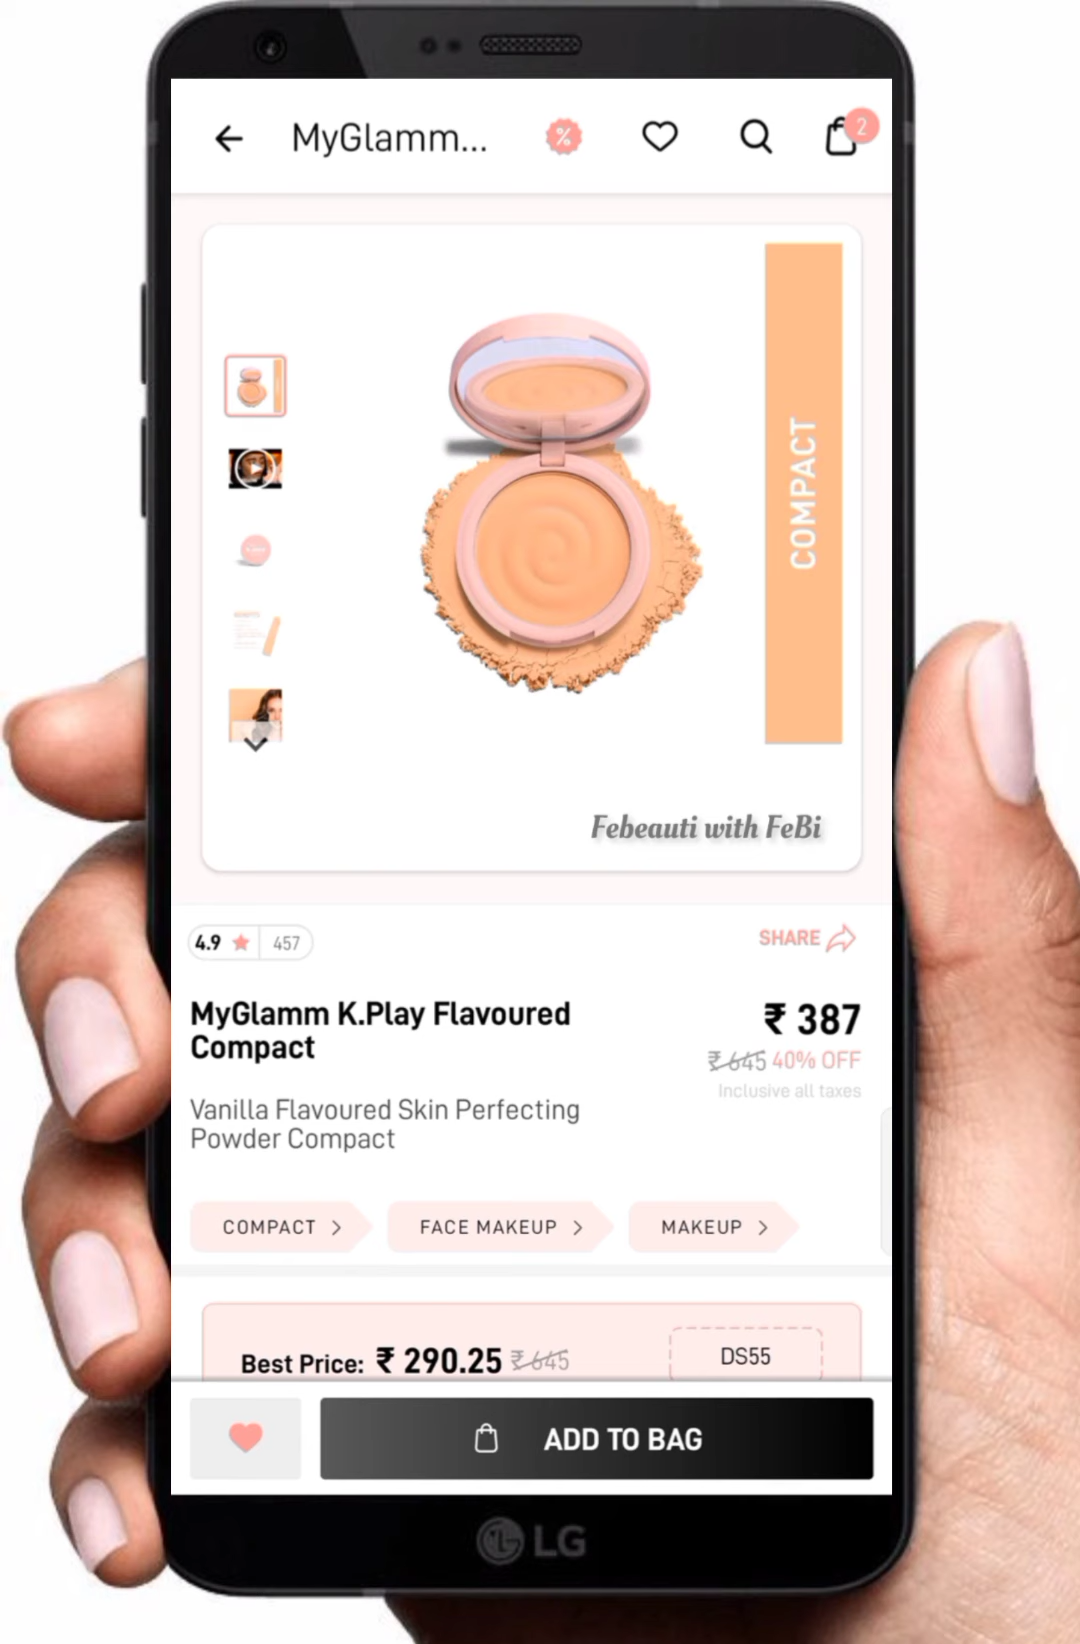 MyGlamm...
%
2
COMPACT
Febeauti with FeBi
4.9 ★ 457
SHARE
MyGlamm K.Play Flavoured
Compact
₹ 387
₹ 645 40% OFF
Inclusive all taxes
Vanilla Flavoured Skin Perfecting
Powder Compact
COMPACT >
FACE MAKEUP >
MAKEUP >
Best Price: ₹ 290.25 ₹ 645
DS55
ADD TO BAG
LG